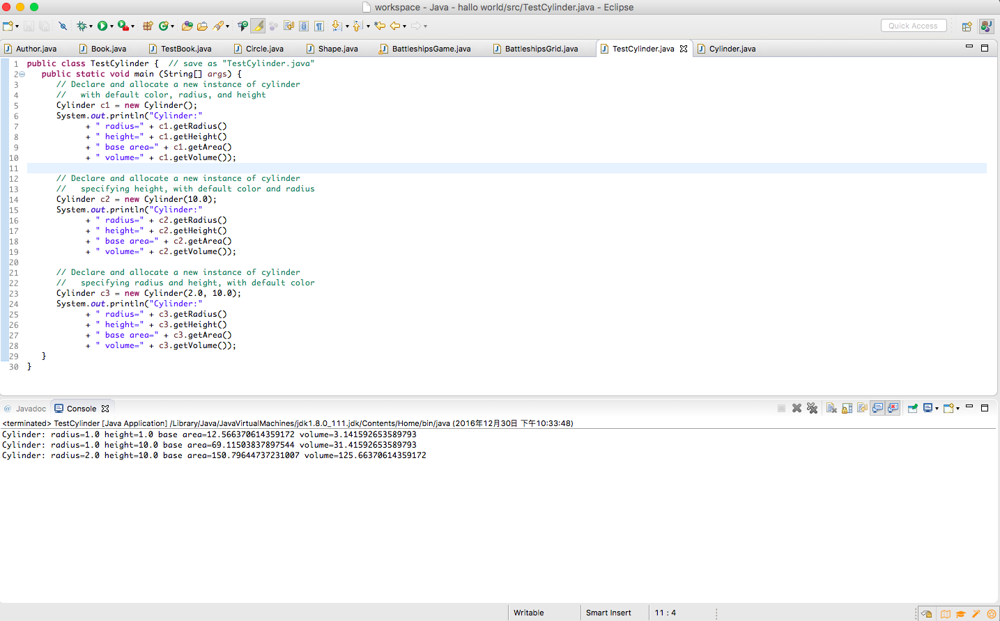 workspace - Java - hallo world/src/TestCylinder.java - Eclipse
Quick Access
Author.java Book.java TestBook.java Circle.java Shape.java BattleshipsGame.java BattleshipsGrid.java TestCylinder.java Cylinder.java
1 public class TestCylinder {  // save as "TestCylinder.java"
2    public static void main (String[] args) {
3       // Declare and allocate a new instance of cylinder
4       //   with default color, radius, and height
5       Cylinder c1 = new Cylinder();
6       System.out.println("Cylinder:"
7             + " radius=" + c1.getRadius()
8             + " height=" + c1.getHeight()
9             + " base area=" + c1.getArea()
10             + " volume=" + c1.getVolume());
11
12       // Declare and allocate a new instance of cylinder
13       //   specifying height, with default color and radius
14       Cylinder c2 = new Cylinder(10.0);
15       System.out.println("Cylinder:"
16             + " radius=" + c2.getRadius()
17             + " height=" + c2.getHeight()
18             + " base area=" + c2.getArea()
19             + " volume=" + c2.getVolume());
20
21       // Declare and allocate a new instance of cylinder
22       //   specifying radius and height, with default color
23       Cylinder c3 = new Cylinder(2.0, 10.0);
24       System.out.println("Cylinder:"
25             + " radius=" + c3.getRadius()
26             + " height=" + c3.getHeight()
27             + " base area=" + c3.getArea()
28             + " volume=" + c3.getVolume());
29    }
30 }
@ Javadoc Console
<terminated> TestCylinder [Java Application] /Library/Java/JavaVirtualMachines/jdk1.8.0_111.jdk/Contents/Home/bin/java (2016年12月30日 下午10:33:48)
Cylinder: radius=1.0 height=1.0 base area=12.566370614359172 volume=3.141592653589793
Cylinder: radius=1.0 height=10.0 base area=69.11503837897544 volume=31.41592653589793
Cylinder: radius=2.0 height=10.0 base area=150.79644737231007 volume=125.66370614359172
Writable Smart Insert 11 : 4